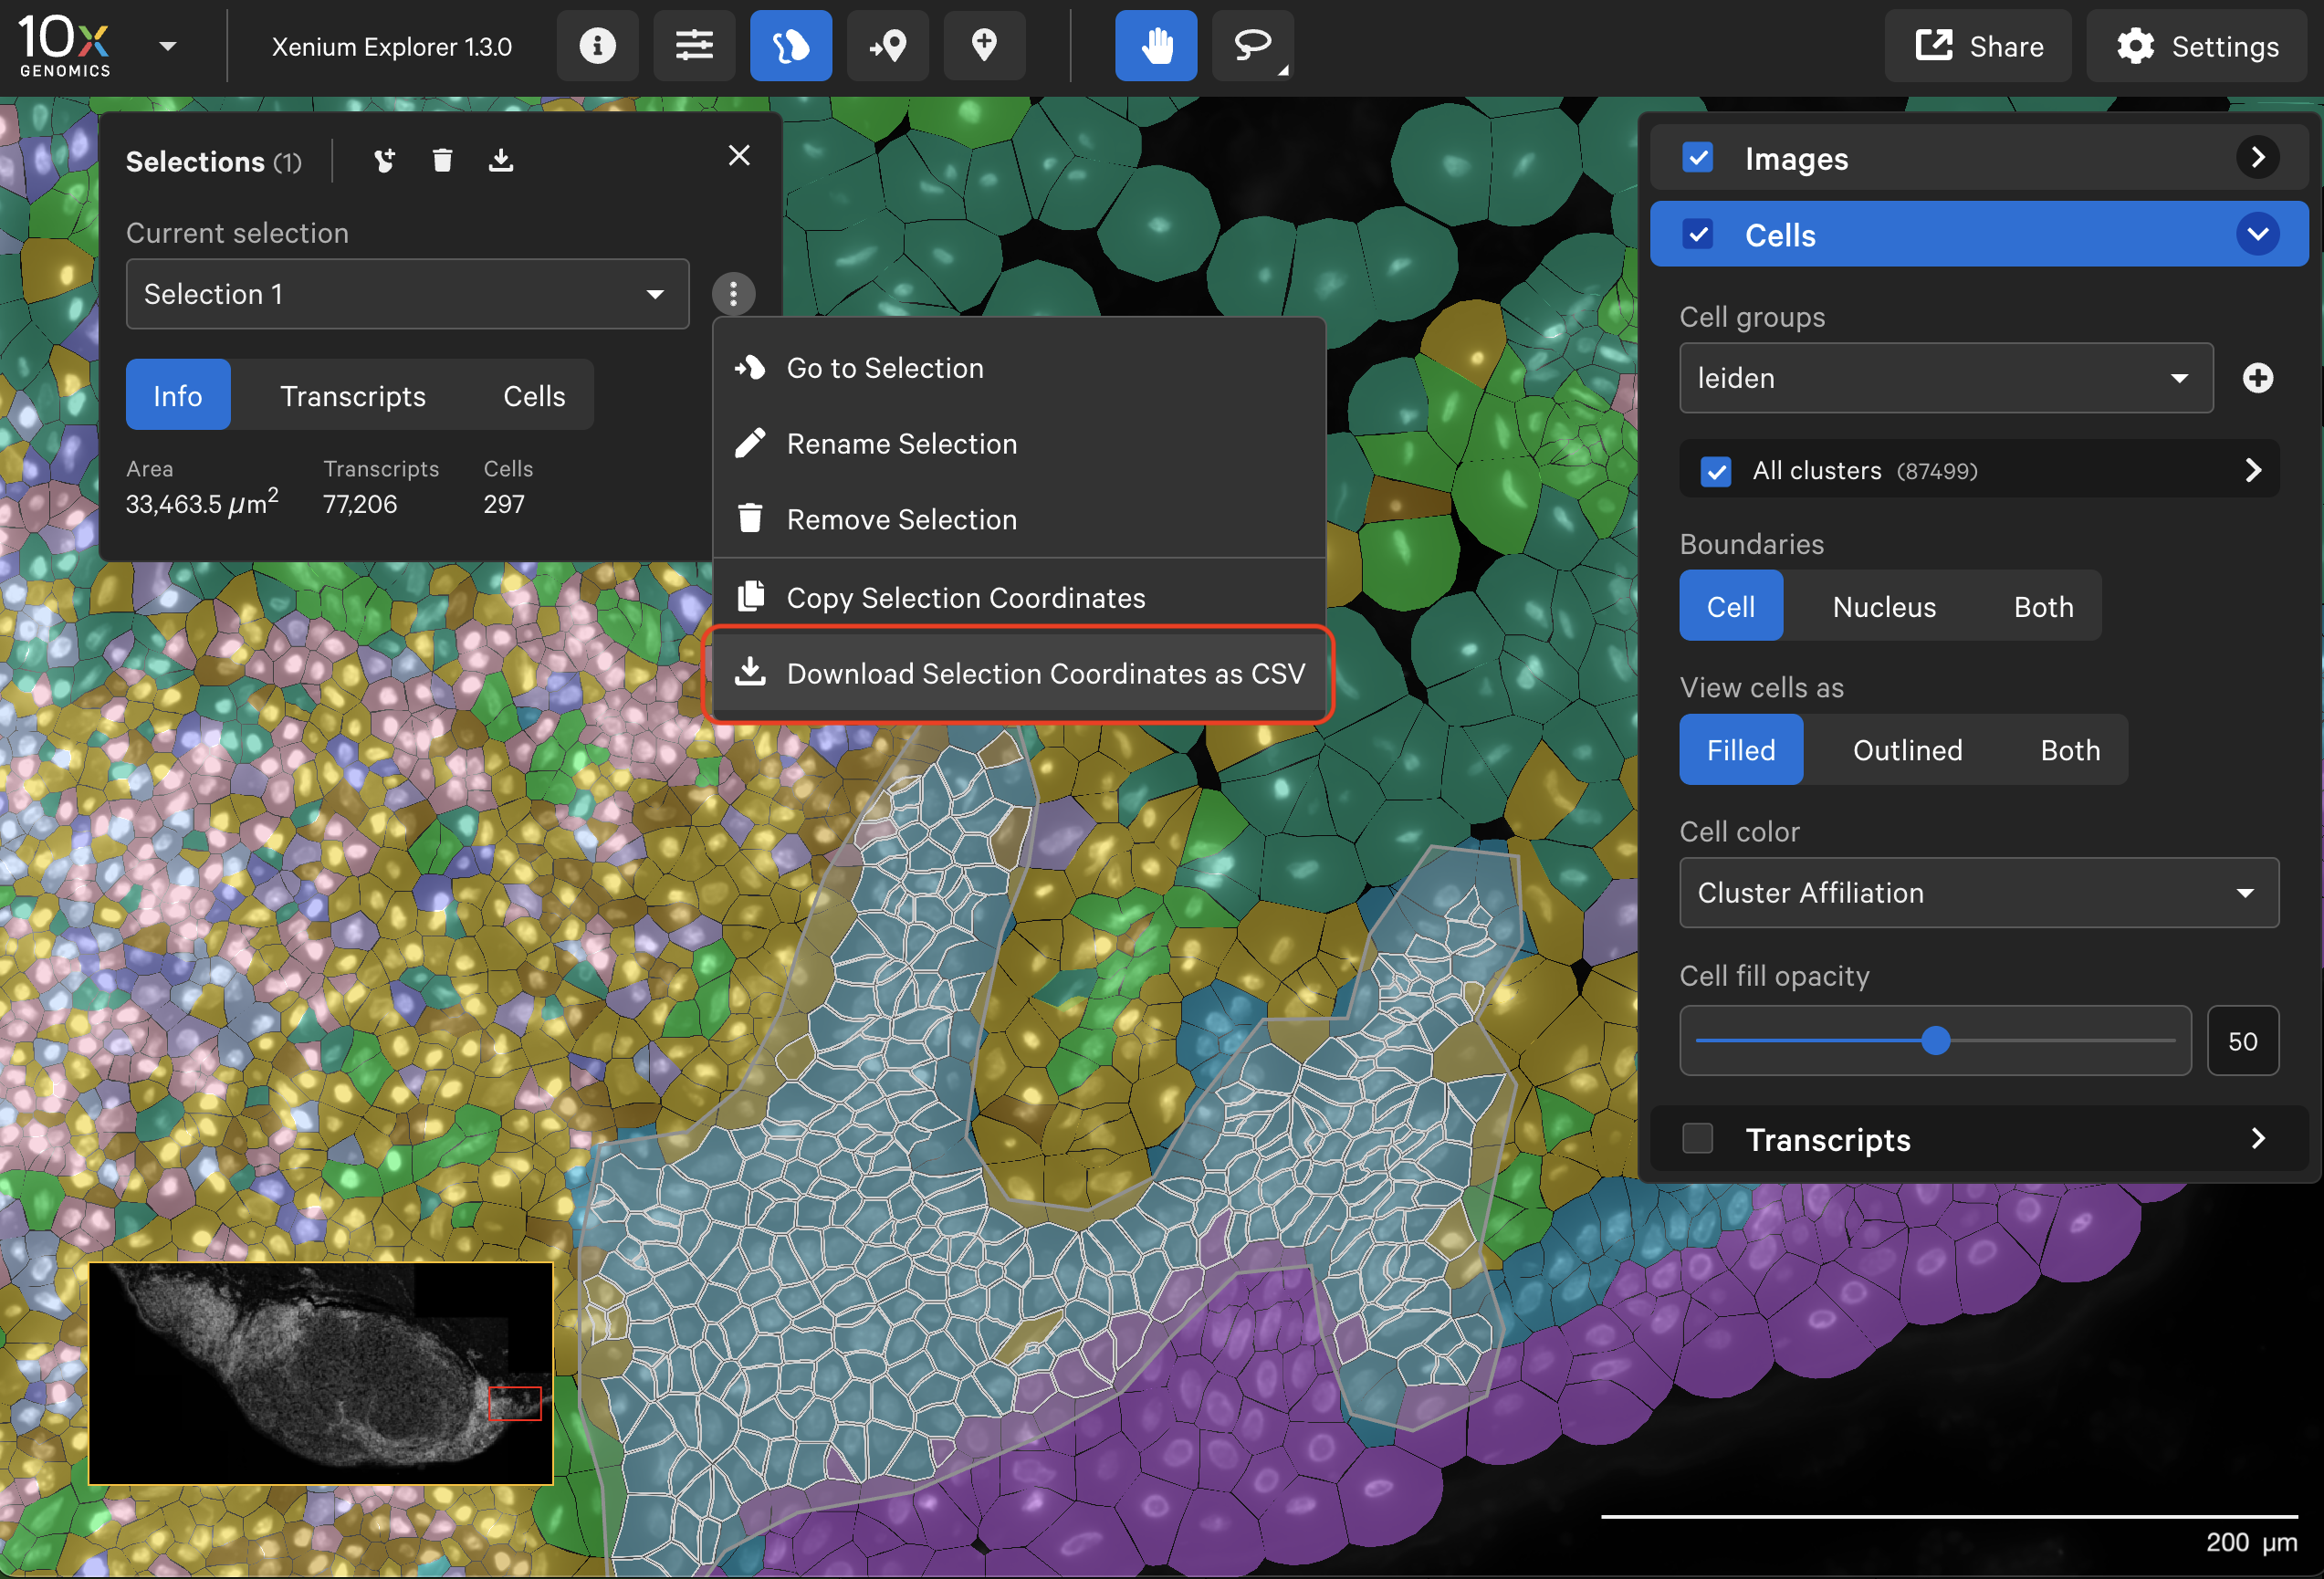 10x
GENOMICS
Xenium Explorer 1.3.0
Share
Settings
Selections (1)
Current selection
Selection 1
Info
Transcripts
Cells
Area
Transcripts
Cells
33,463.5 μm²
77,206
297
Go to Selection
Rename Selection
Remove Selection
Copy Selection Coordinates
Download Selection Coordinates as CSV
Images
Cells
Cell groups
leiden
All clusters (87499)
Boundaries
Cell
Nucleus
Both
View cells as
Filled
Outlined
Both
Cell color
Cluster Affiliation
Cell fill opacity
50
Transcripts
200 μm